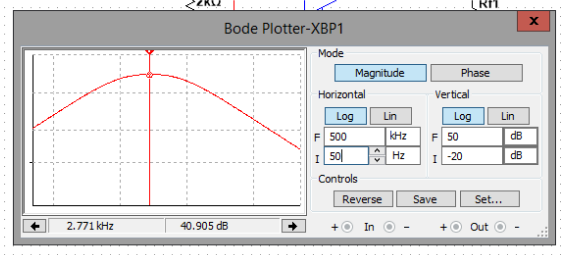 2kΩ
Rf1
Bode Plotter-XBP1
x
Mode
Magnitude Phase
Horizontal Vertical
Log Lin Log Lin
F 500 kHz F 50 dB
I 50 Hz I -20 dB
Controls
Reverse Save Set...
2.771 kHz 40.905 dB + In - + Out -